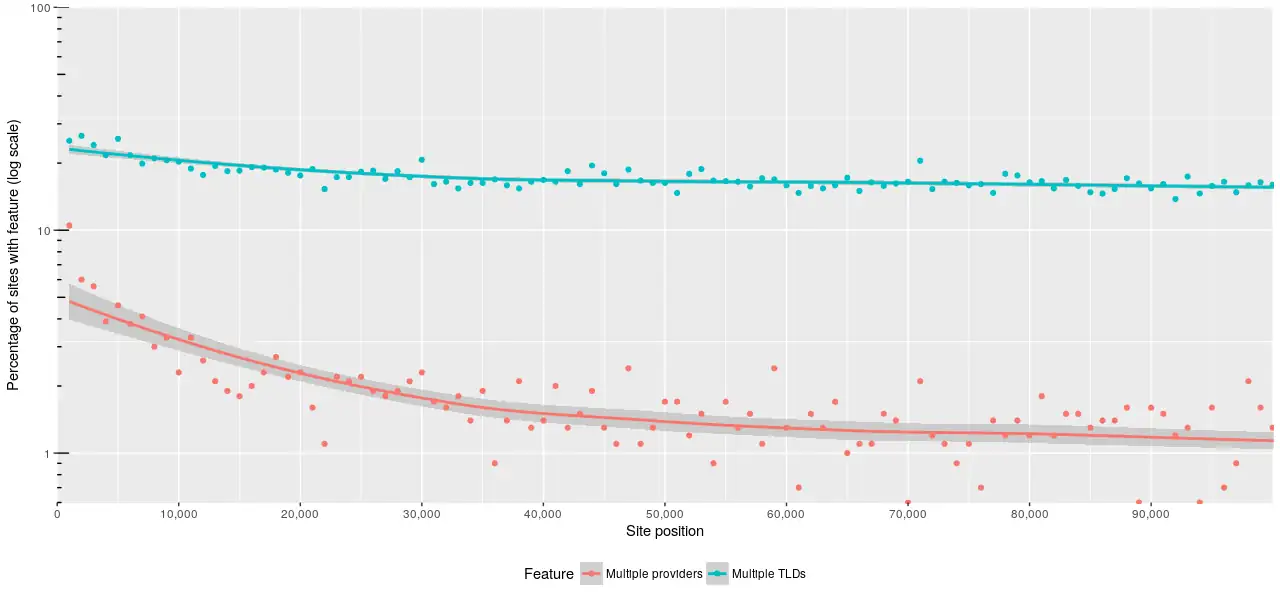 Percentage of sites with feature (log scale)
100
10
1
0 10,000 20,000 30,000 40,000 50,000 60,000 70,000 80,000 90,000
Site position
Feature Multiple providers Multiple TLDs